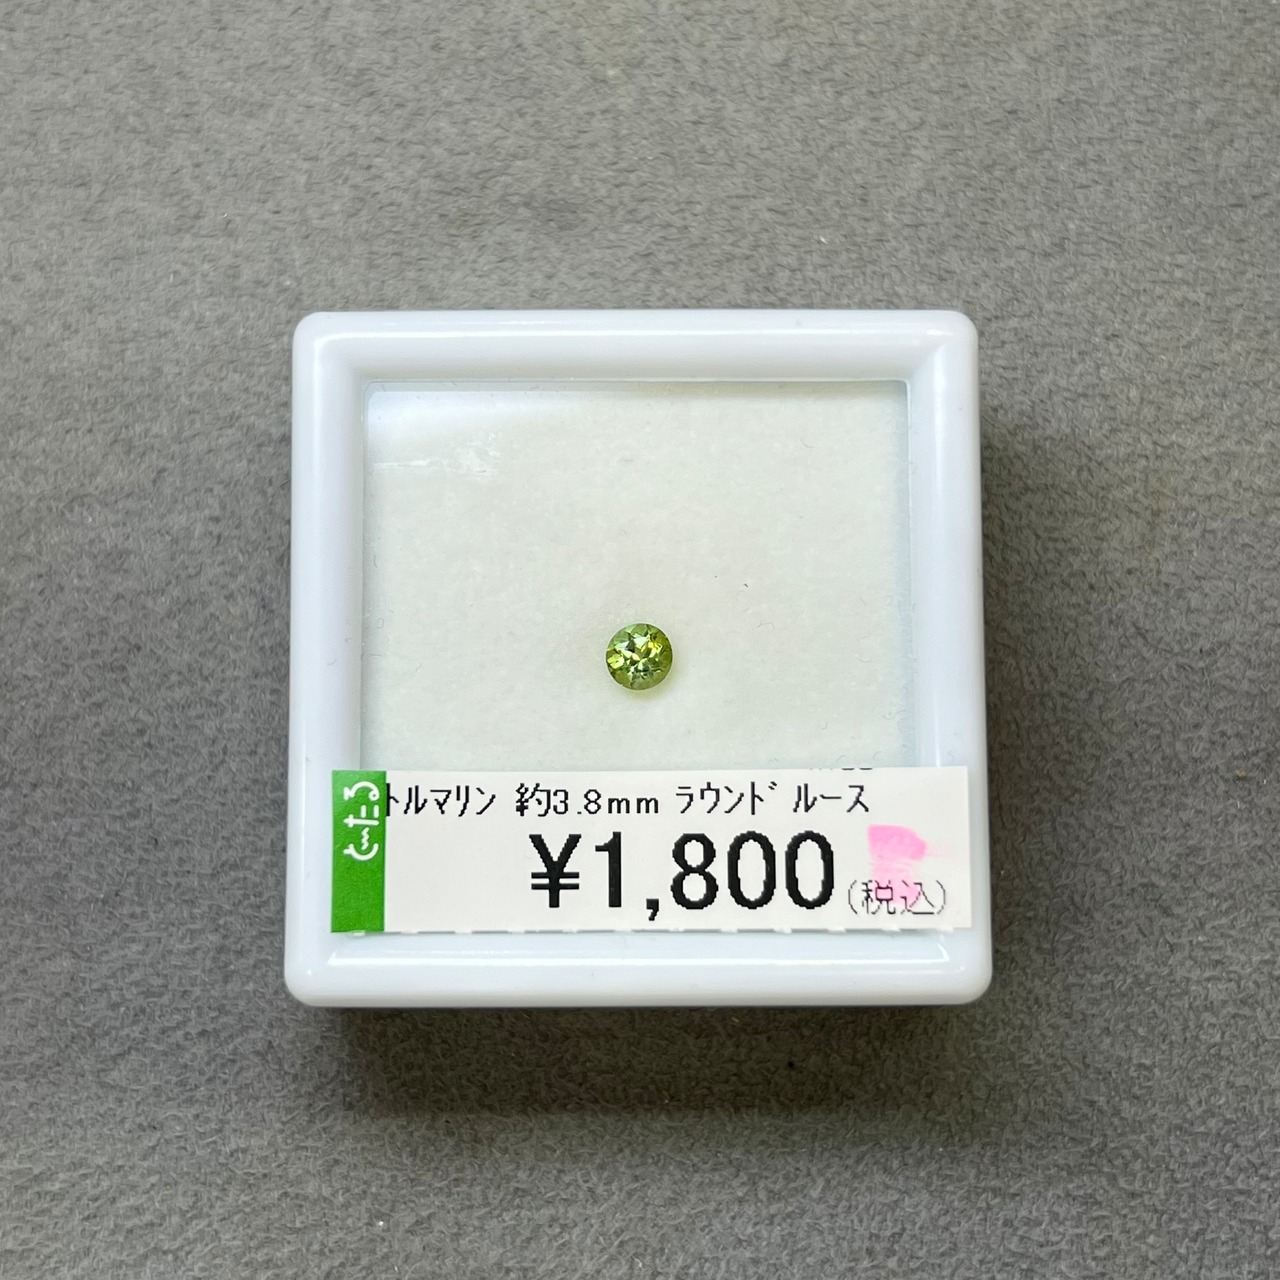 トルマリン 約3.8mm ラウンド ルース
¥1,800(税込)